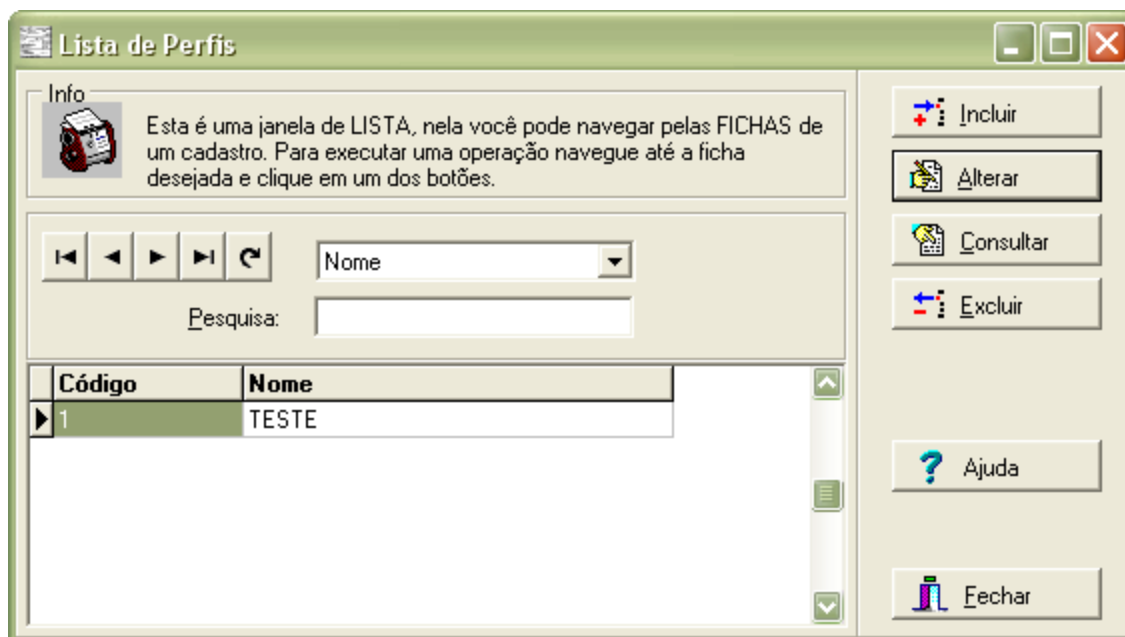 Lista de Perfis
Info
Esta é uma janela de LISTA, nela você pode navegar pelas FICHAS de
um cadastro. Para executar uma operação navegue até a ficha
desejada e clique em um dos botões.
Nome
Pesquisa:
Código Nome
1 TESTE
Incluir
Alterar
Consultar
Excluir
? Ajuda
Fechar